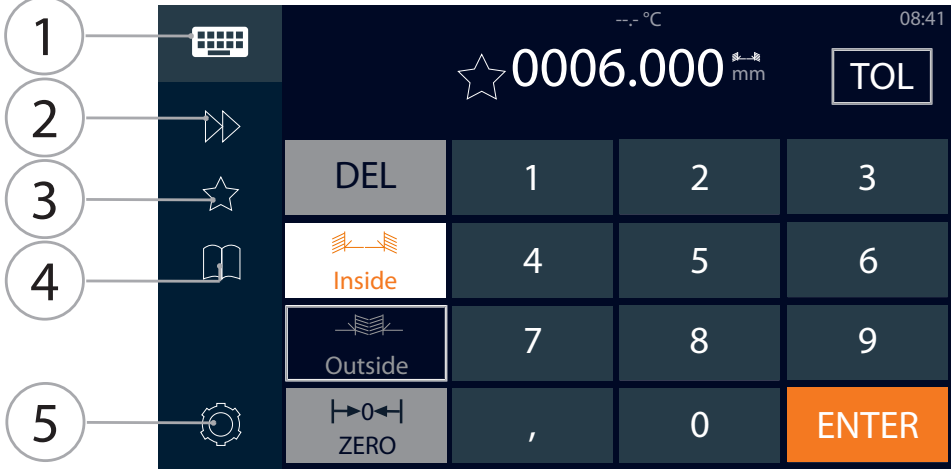 1
--.- °C 08:41
0006.000 mm TOL
2
DEL 1 2 3
3
4
Inside 4 5 6
Outside 7 8 9
5
0
ZERO , 0 ENTER